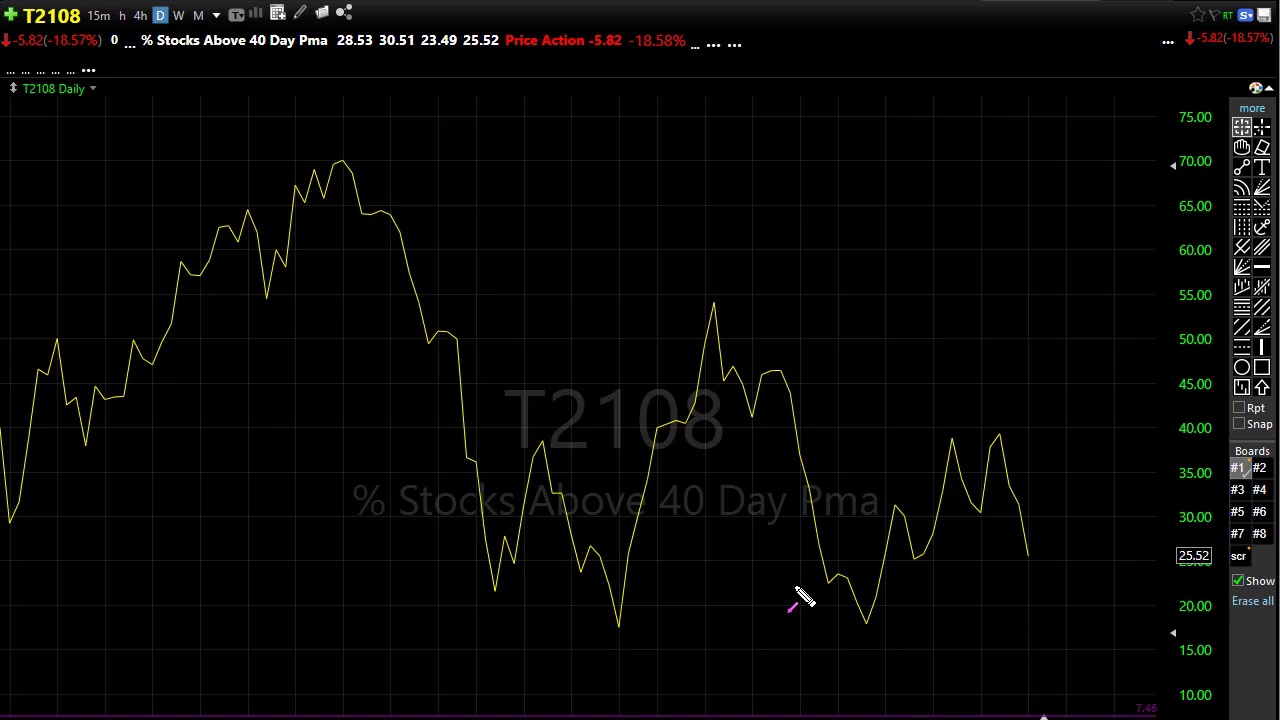 T2108 15m h 4h D W M T RT S
-5.82(-18.57%) 0 ... % Stocks Above 40 Day Pma 28.53 30.51 23.49 25.52 Price Action -5.82 -18.58% ... ... ... ... -5.82(-18.57%)
... ... ... ... ... ...
T2108 Daily
more
75.00
70.00
65.00
60.00
55.00
50.00
45.00
40.00
35.00
30.00
25.52
20.00
15.00
10.00
7.46
T2108
% Stocks Above 40 Day Pma
T
Rpt
Snap
Boards
#1 #2
#3 #4
#5 #6
#7 #8
scr
Show
Erase all